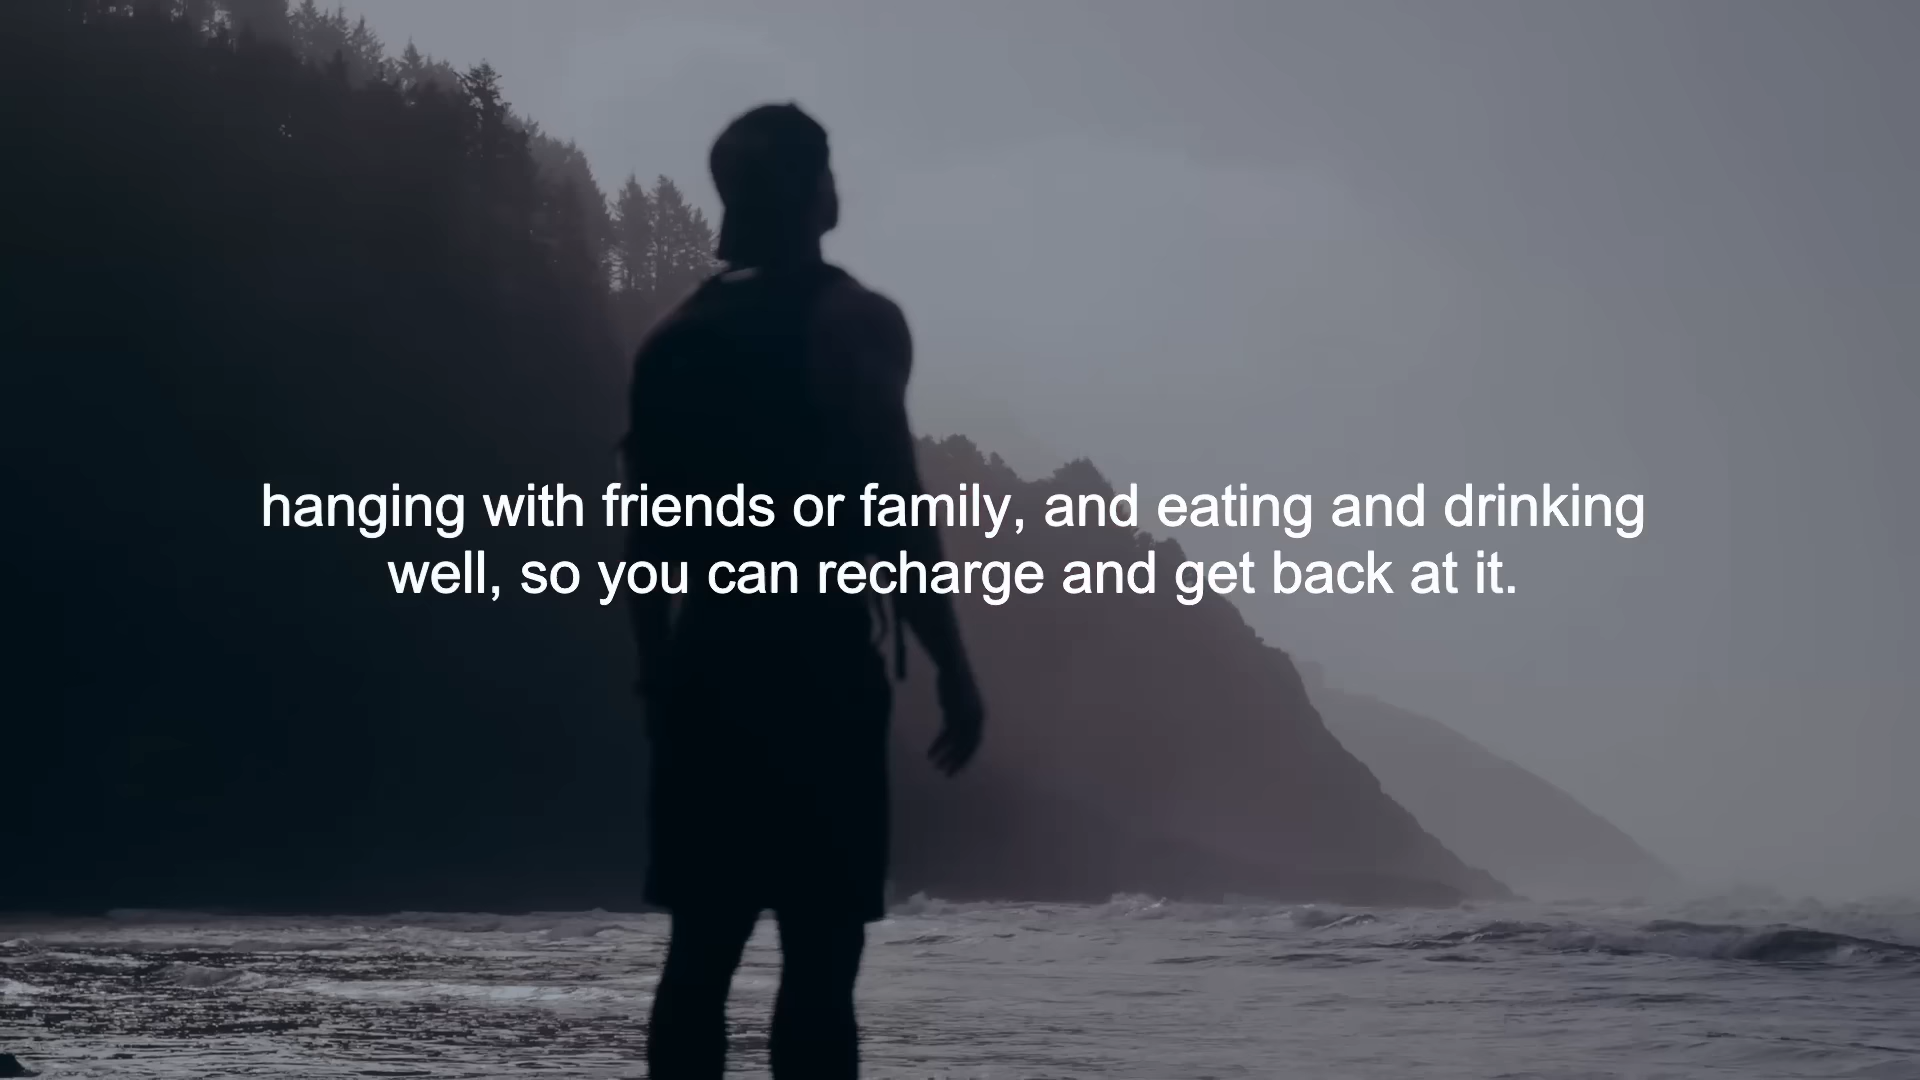 hanging with friends or family, and eating and drinking
well, so you can recharge and get back at it.